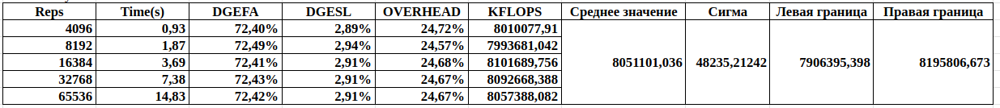 Reps Time(s) DGEFA DGESL OVERHEAD KFLOPS Среднее значение Сигма Левая граница Правая граница
4096 0,93 72,40% 2,89% 24,72% 8010077,91
8192 1,87 72,49% 2,94% 24,57% 7993681,042
16384 3,69 72,41% 2,91% 24,68% 8101689,756 8051101,036 48235,21242 7906395,398 8195806,673
32768 7,38 72,43% 2,91% 24,67% 8092668,388
65536 14,83 72,42% 2,91% 24,67% 8057388,082